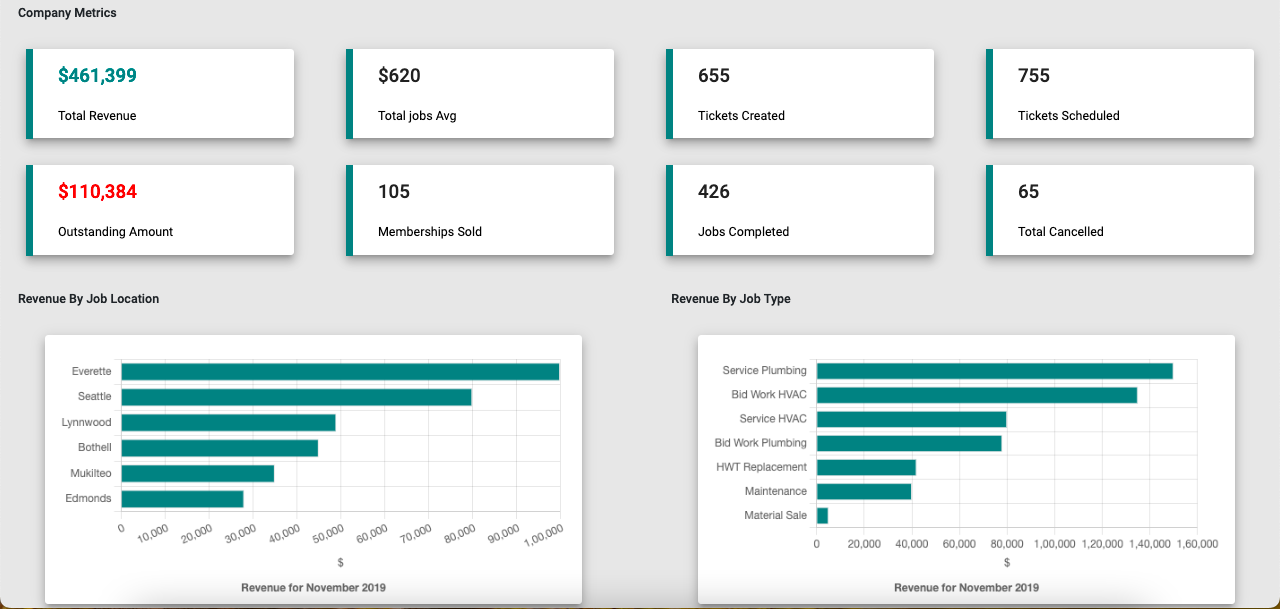 Company Metrics
$461,399
Total Revenue
$620
Total jobs Avg
655
Tickets Created
755
Tickets Scheduled
$110,384
Outstanding Amount
105
Memberships Sold
426
Jobs Completed
65
Total Cancelled
Revenue By Job Location
Everette
Seattle
Lynnwood
Bothell
Mukilteo
Edmonds
0 10,000 20,000 30,000 40,000 50,000 60,000 70,000 80,000 90,000 1,00,000
$
Revenue for November 2019
Revenue By Job Type
Service Plumbing
Bid Work HVAC
Service HVAC
Bid Work Plumbing
HWT Replacement
Maintenance
Material Sale
0 20,000 40,000 60,000 80,000 1,00,000 1,20,000 1,40,000 1,60,000
$
Revenue for November 2019